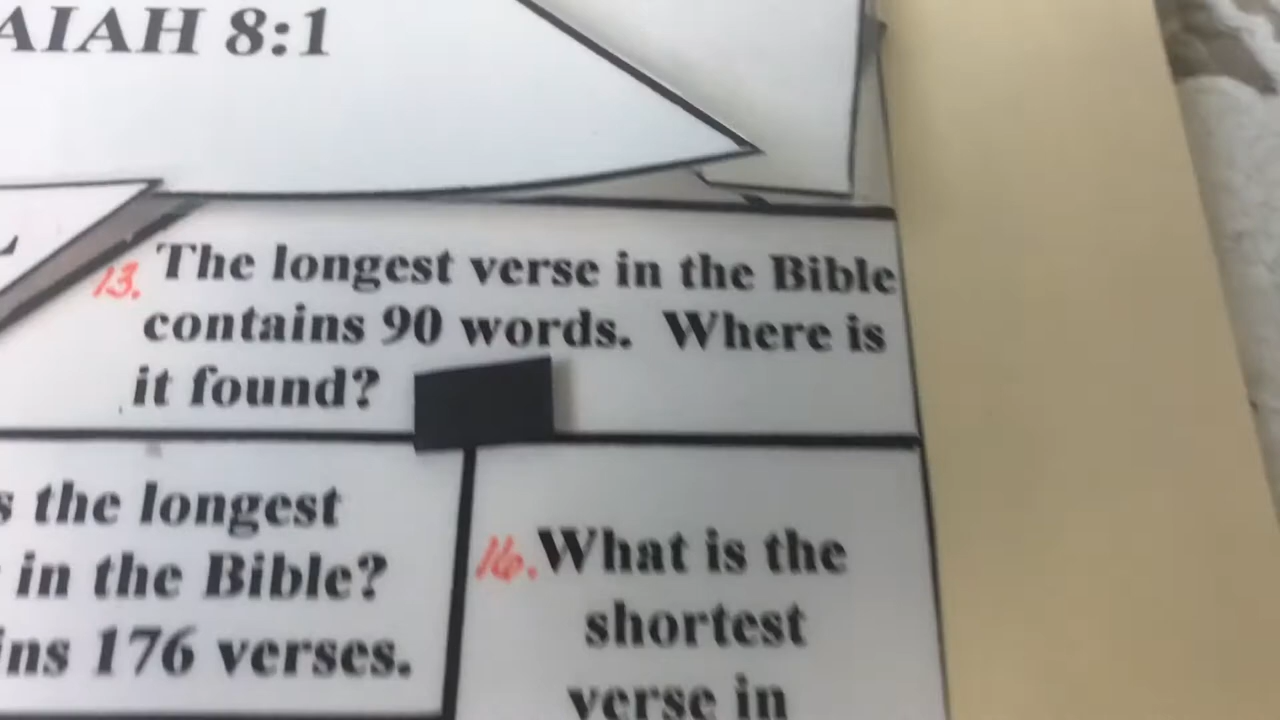 AIAH 8:1
13. The longest verse in the Bible
contains 90 words. Where is
it found?
s the longest
in the Bible?
ins 176 verses.
16. What is the
shortest
verse in